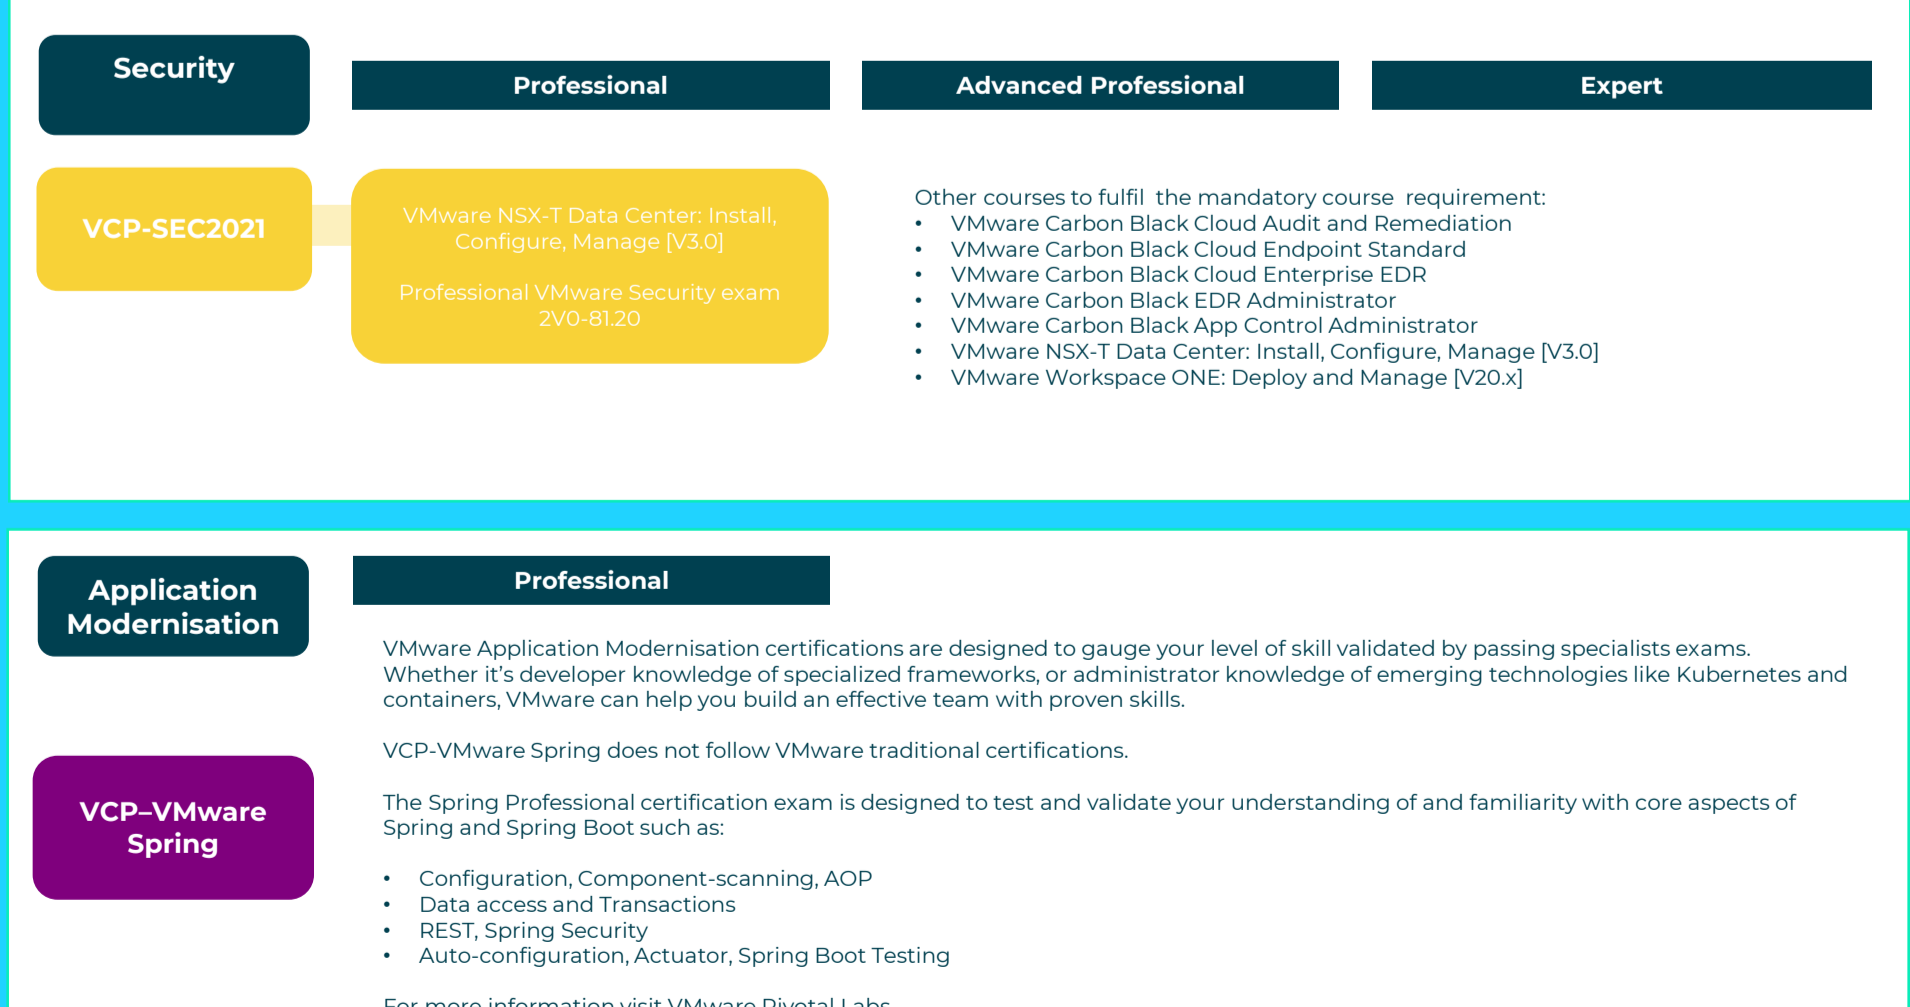 Security
Professional
Advanced Professional
Expert
VCP-SEC2021
VMware NSX-T Data Center: Install,
Configure, Manage [V3.0]
Professional VMware Security exam
2V0-81.20
Other courses to fulfil  the mandatory course  requirement:
• VMware Carbon Black Cloud Audit and Remediation
• VMware Carbon Black Cloud Endpoint Standard
• VMware Carbon Black Cloud Enterprise EDR
• VMware Carbon Black EDR Administrator
• VMware Carbon Black App Control Administrator
• VMware NSX-T Data Center: Install, Configure, Manage [V3.0]
• VMware Workspace ONE: Deploy and Manage [V20.x]
Application
Modernisation
Professional
VMware Application Modernisation certifications are designed to gauge your level of skill validated by passing specialists exams.
Whether it’s developer knowledge of specialized frameworks, or administrator knowledge of emerging technologies like Kubernetes and
containers, VMware can help you build an effective team with proven skills.
VCP-VMware Spring does not follow VMware traditional certifications.
VCP–VMware
Spring
The Spring Professional certification exam is designed to test and validate your understanding of and familiarity with core aspects of
Spring and Spring Boot such as:
• Configuration, Component-scanning, AOP
• Data access and Transactions
• REST, Spring Security
• Auto-configuration, Actuator, Spring Boot Testing
For more information visit VMware Pivotal Labs